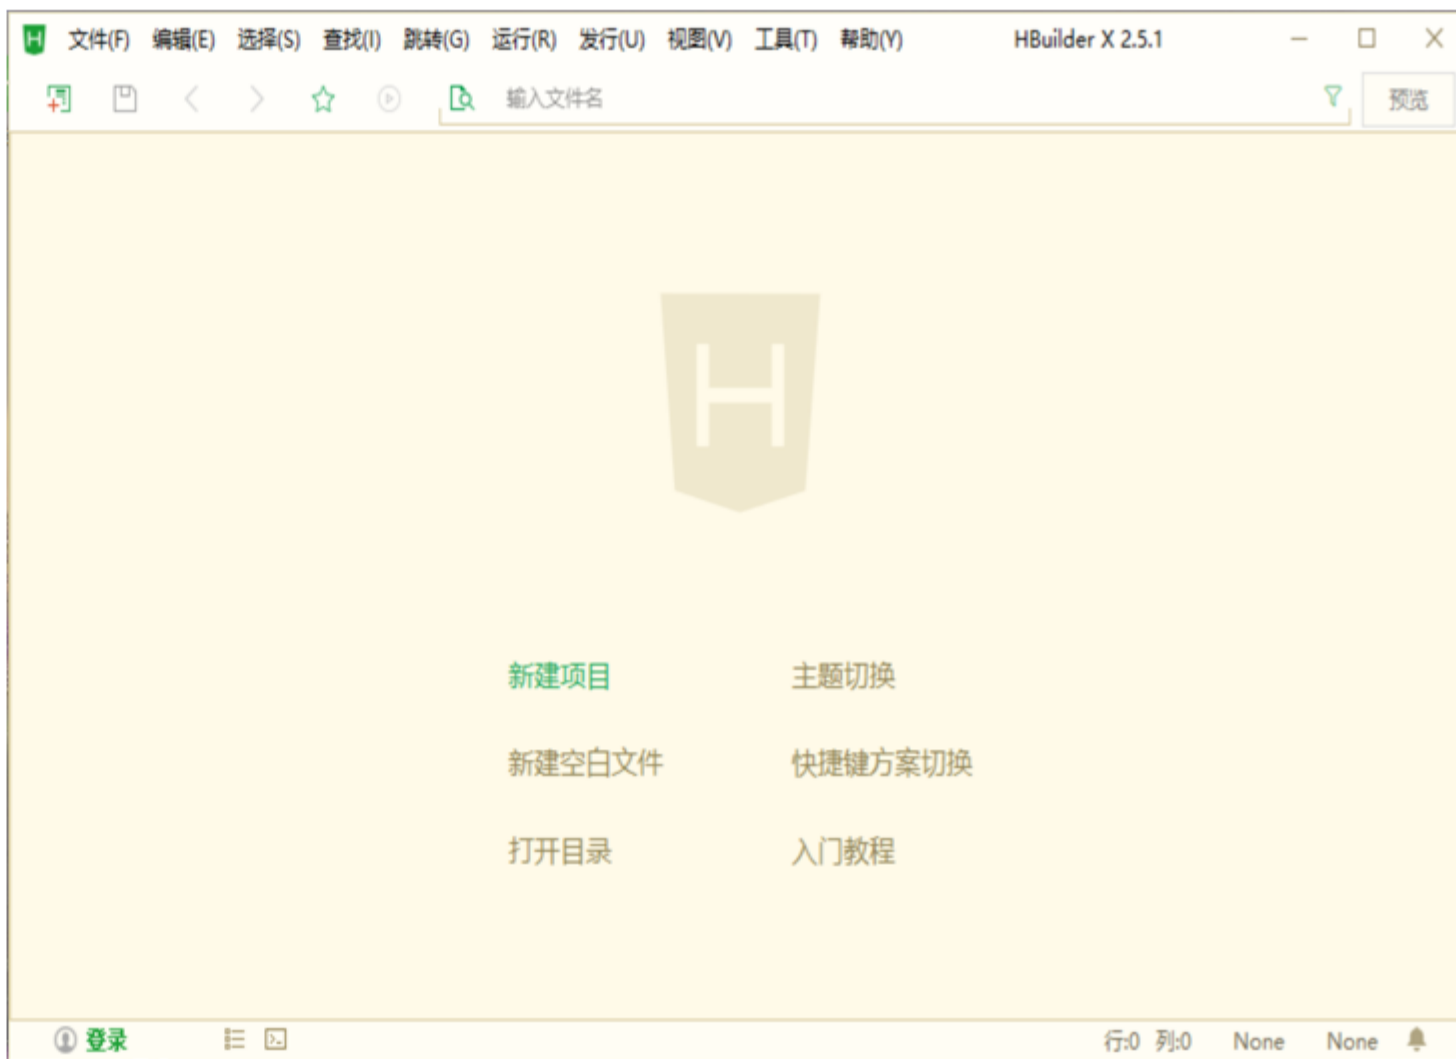 H 文件(F) 编辑(E) 选择(S) 查找(I) 跳转(G) 运行(R) 发行(U) 视图(V) 工具(T) 帮助(Y) HBuilder X 2.5.1
输入文件名 预览
H
新建项目 主题切换
新建空白文件 快捷键方案切换
打开目录 入门教程
登录 行:0 列:0 None None